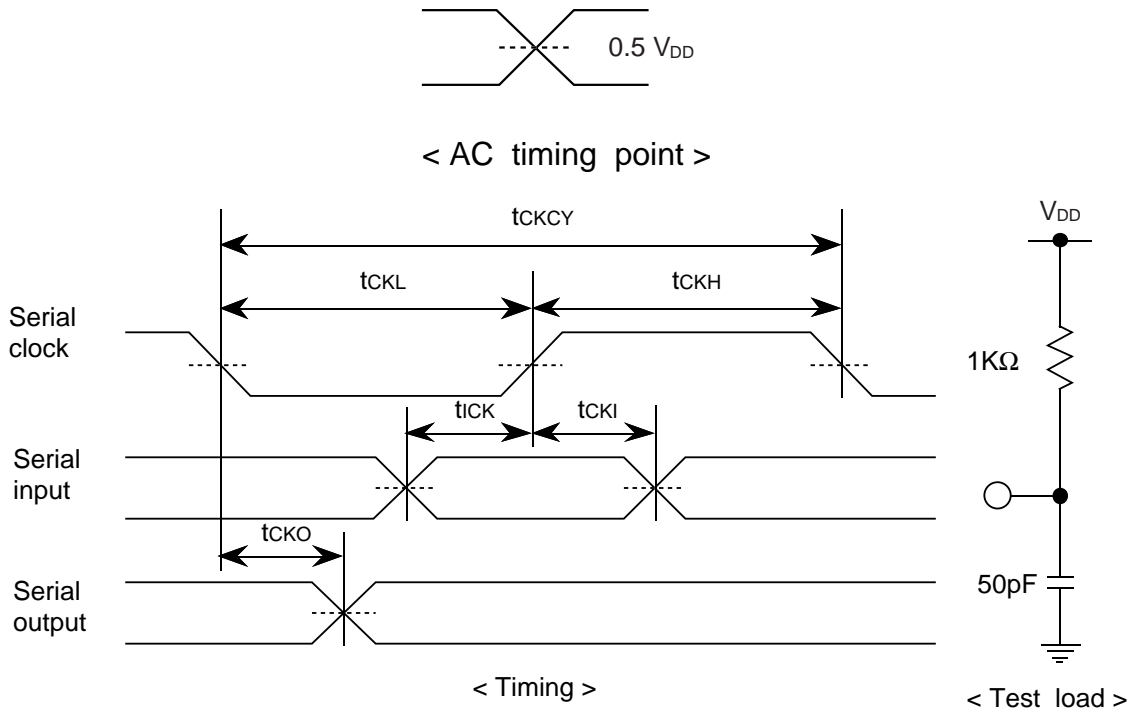 0.5 VDD
< AC timing point >
tCKCY
VDD
tCKL
tCKH
Serial
clock
1KΩ
tICK
tCKI
Serial
input
tCKO
Serial
output
50pF
< Timing >
< Test load >